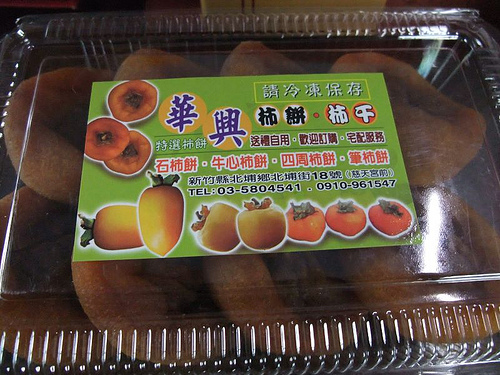 請冷凍保存
華興 柿餅·柿干
特選柿餅 送禮自用·歡迎訂購·宅配服務
石柿餅·牛心柿餅·四周柿餅·筆柿餅
新竹縣北埔鄉北埔街18號(慈天宮前)
TEL:03-5804541 · 0910-961547